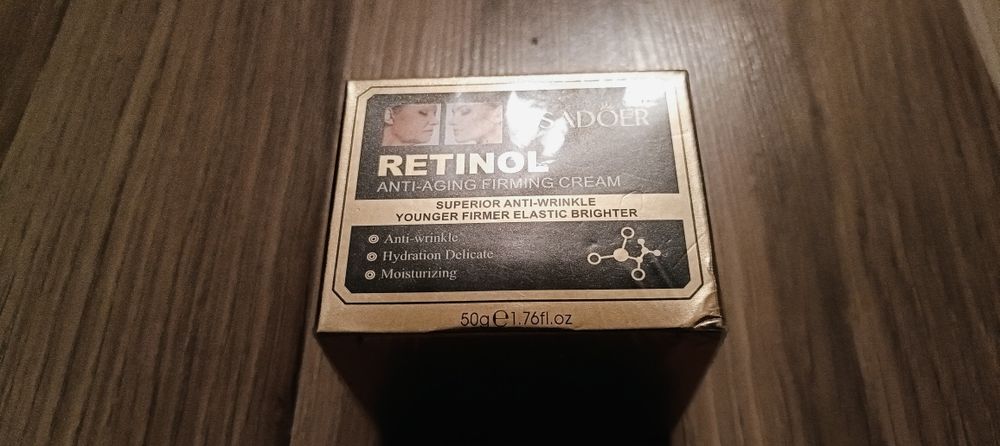 SADOER
RETINOL
ANTI-AGING FIRMING CREAM
SUPERIOR ANTI-WRINKLE
YOUNGER FIRMER ELASTIC BRIGHTER
Anti-wrinkle
Hydration Delicate
Moisturizing
50g℮1.76fl.oz